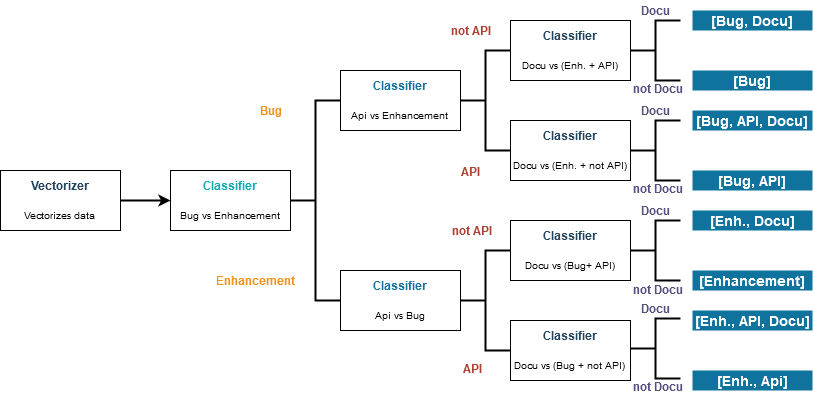 Docu
not API
Classifier
Docu vs (Enh. + API)
[Bug, Docu]
[Bug]
not Docu
Classifier
Api vs Enhancement
Bug
Docu
Classifier
Docu vs (Enh. + not API)
[Bug, API, Docu]
API
[Bug, API]
not Docu
Vectorizer
Vectorizes data
Classifier
Bug vs Enhancement
Docu
not API
Classifier
Docu vs (Bug+ API)
[Enh., Docu]
Enhancement
[Enhancement]
not Docu
Classifier
Api vs Bug
Docu
Classifier
Docu vs (Bug + not API)
[Enh., API, Docu]
API
[Enh., Api]
not Docu